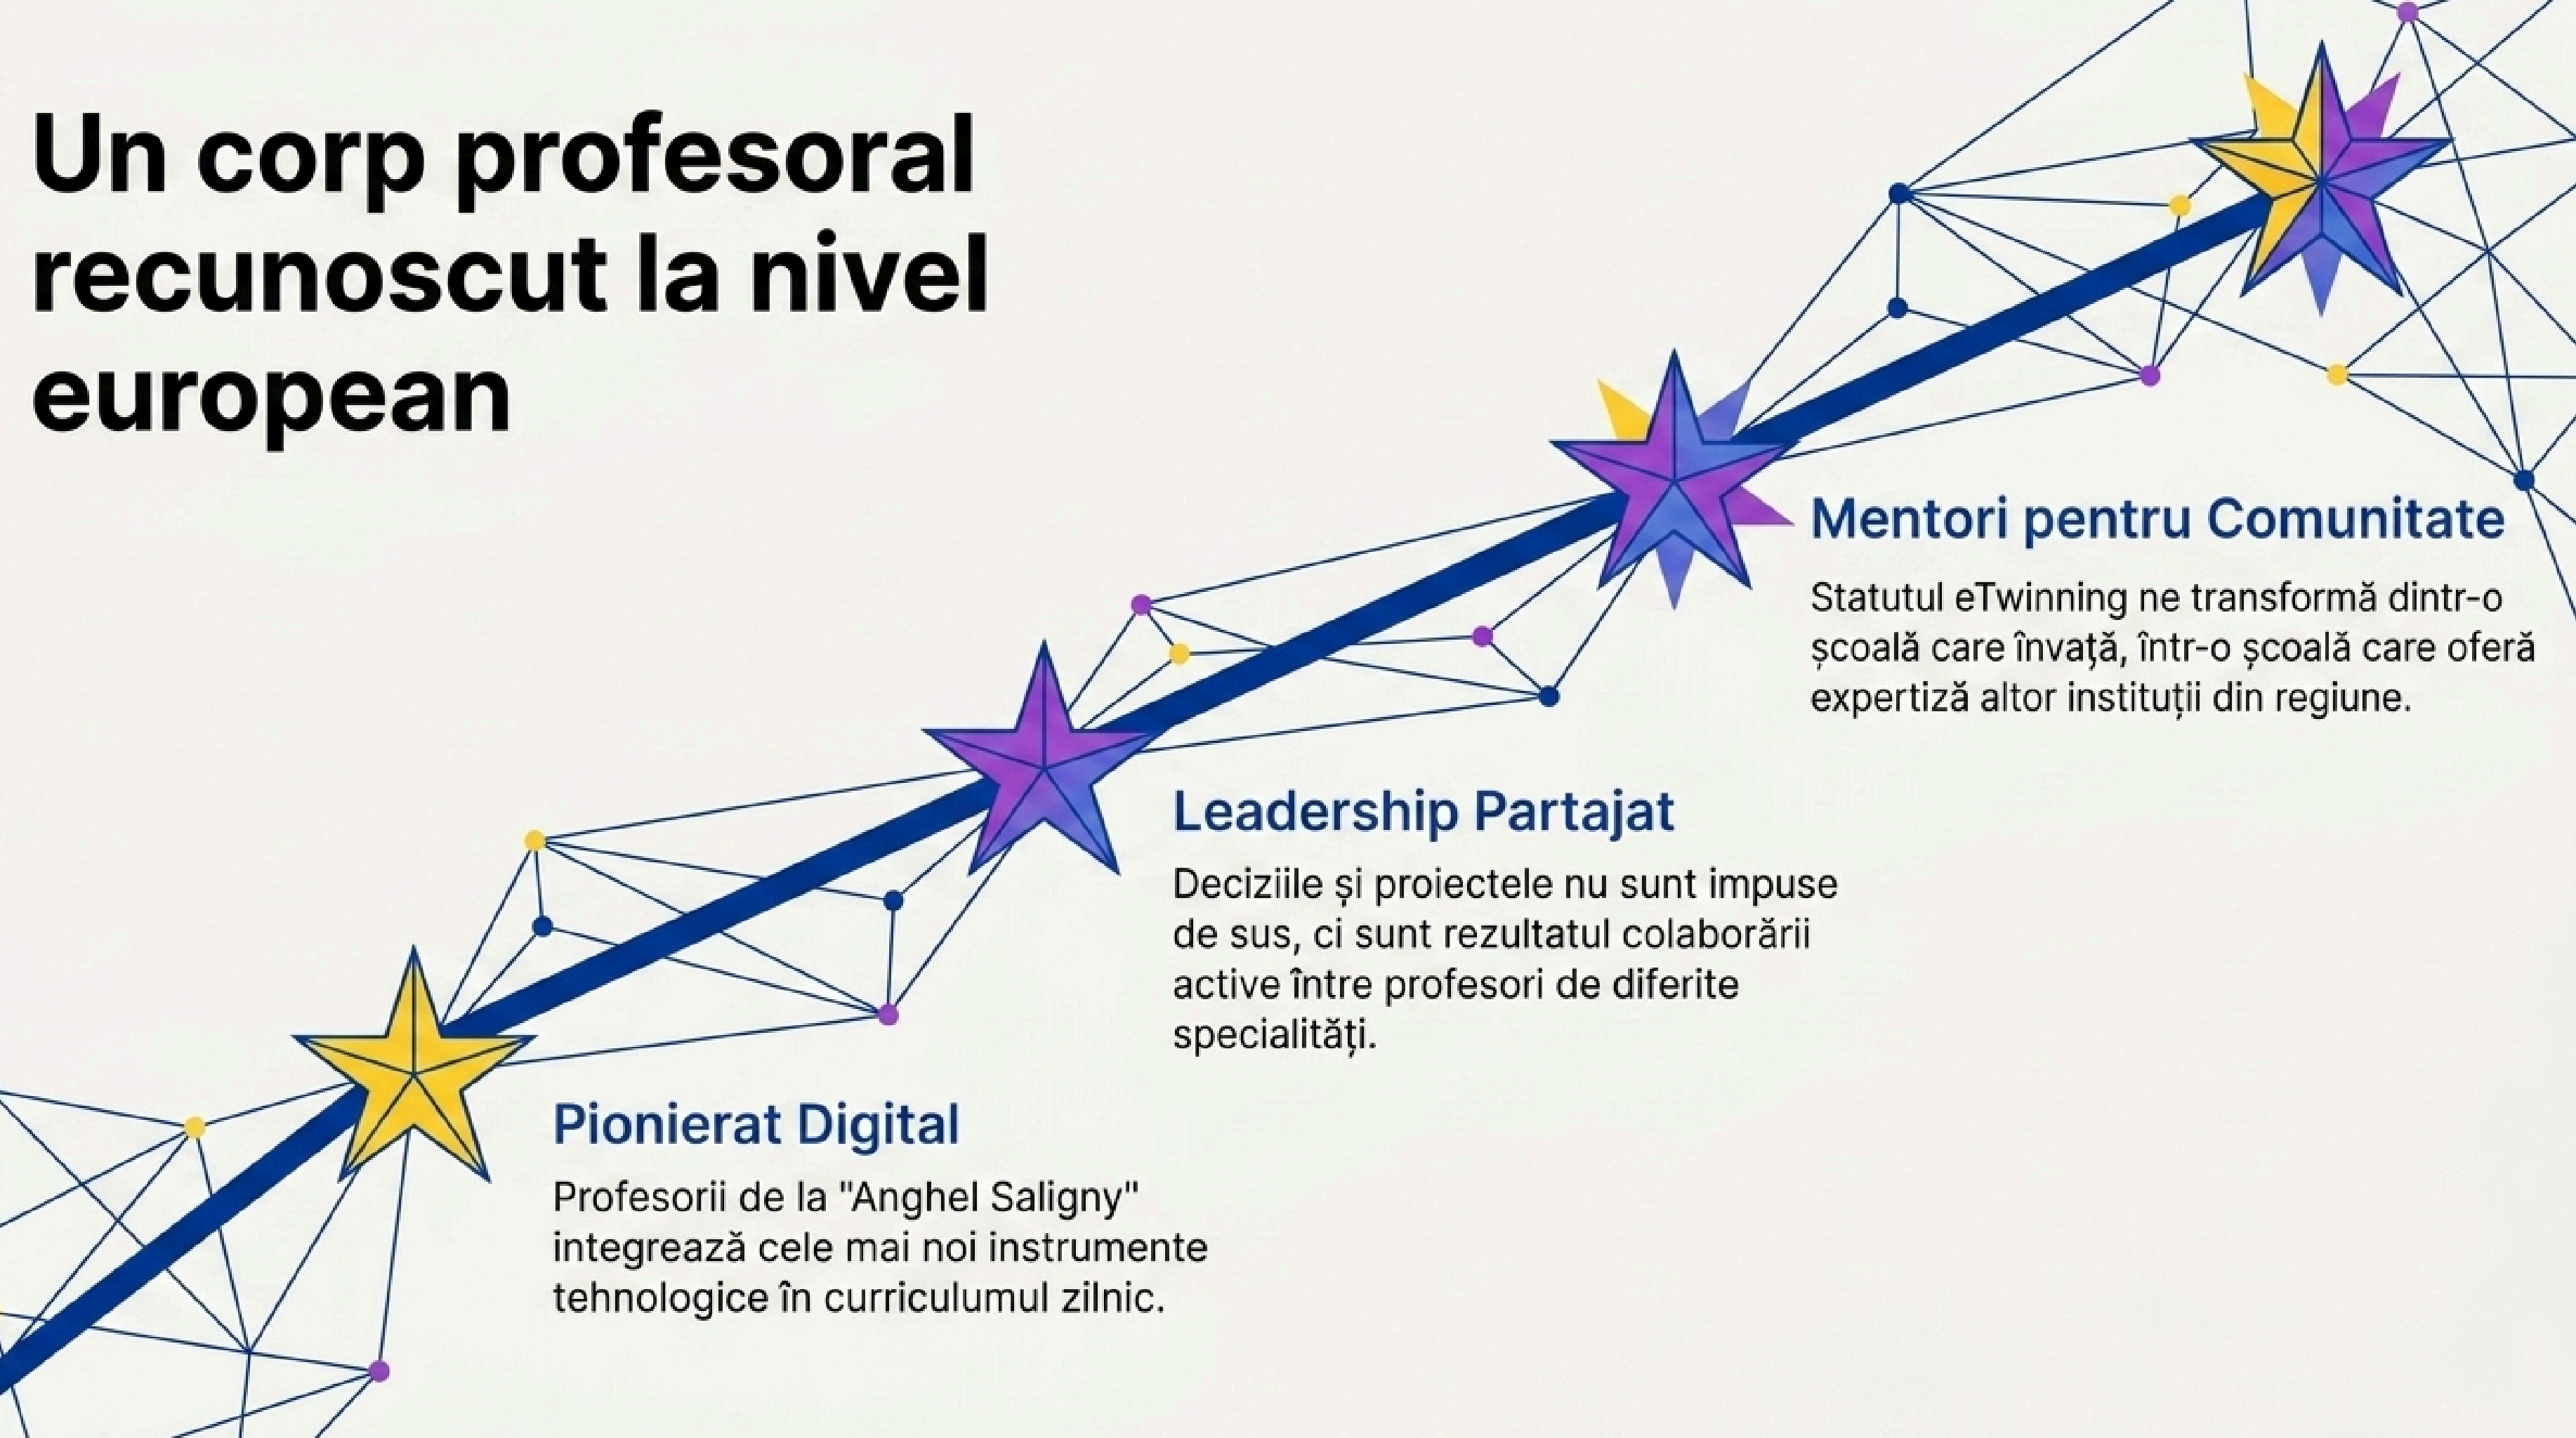 Un corp profesoral
recunoscut la nivel
european
Mentori pentru Comunitate
Statutul eTwinning ne transformă dintr-o
școală care învață, într-o școală care oferă
expertiză altor instituții din regiune.
Leadership Partajat
Deciziile și proiectele nu sunt impuse
de sus, ci sunt rezultatul colaborării
active între profesori de diferite
specialități.
Pionierat Digital
Profesorii de la "Anghel Saligny"
integrează cele mai noi instrumente
tehnologice în curriculumul zilnic.